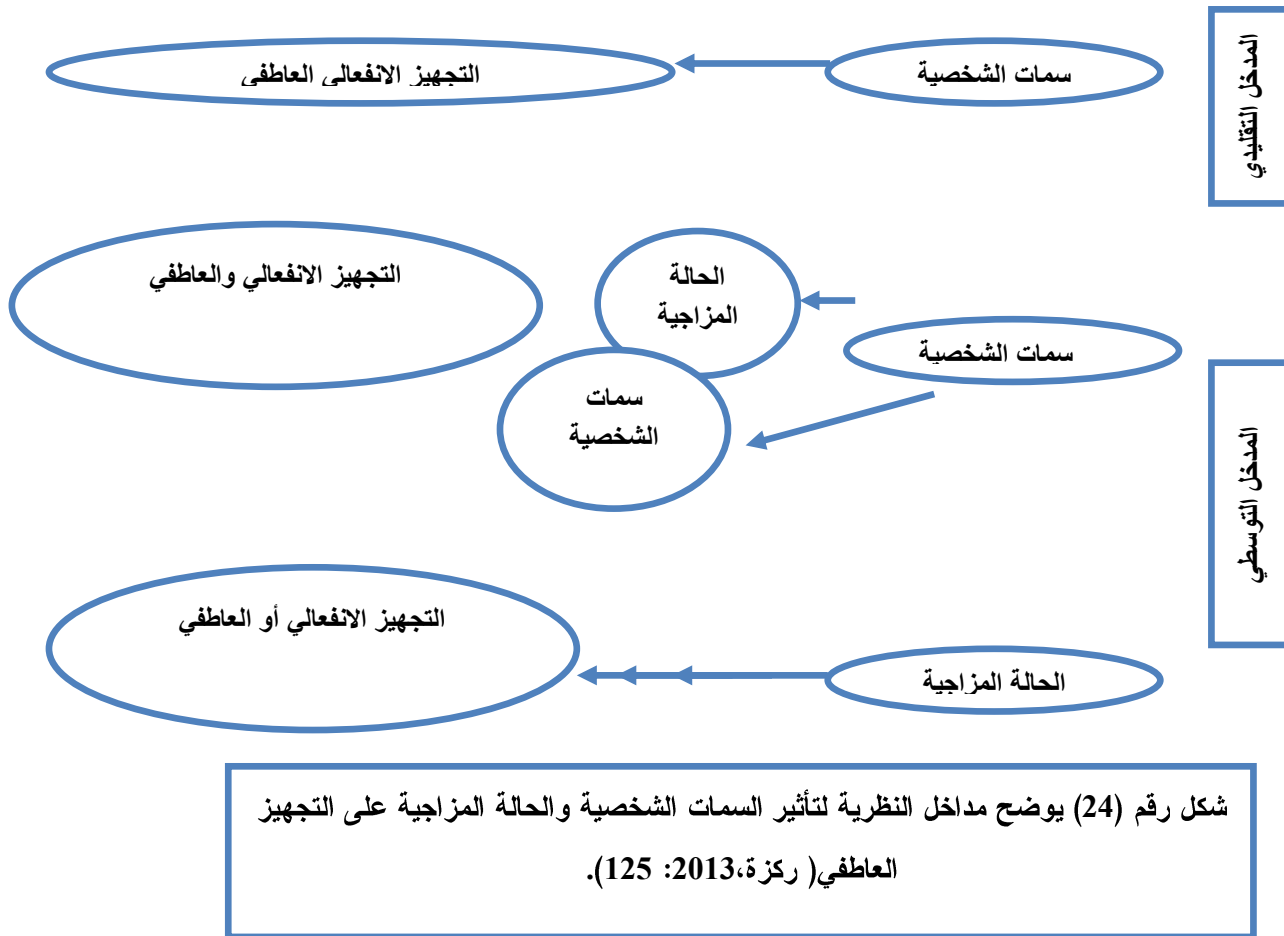 المدخل التقليدي
سمات الشخصية
التجهيز الانفعالي العاطفي
الحالة
المزاجية
التجهيز الانفعالي والعاطفي
سمات الشخصية
سمات
الشخصية
المدخل التوسطي
التجهيز الانفعالي أو العاطفي
الحالة المزاجية
شكل رقم (24) يوضح مداخل النظرية لتأثير السمات الشخصية والحالة المزاجية على التجهيز
العاطفي( ركزة،2013: 125).